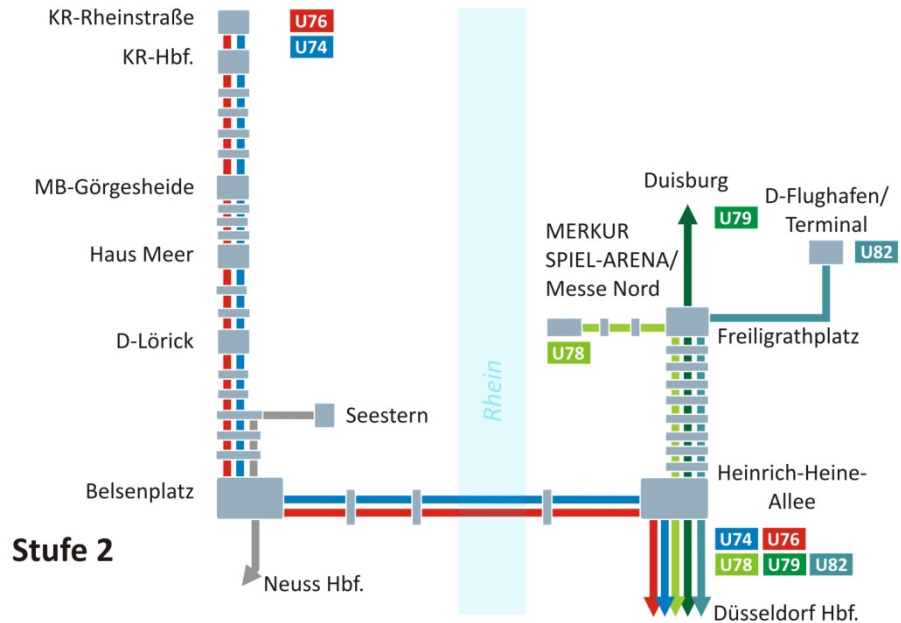 KR-Rheinstraße
U76
U74
KR-Hbf.
MB-Görgesheide
Haus Meer
D-Lörick
Seestern
Belsenplatz
Stufe 2
Neuss Hbf.
Rhein
Duisburg
U79
D-Flughafen/
Terminal
U82
MERKUR
SPIEL-ARENA/
Messe Nord
U78
Freiligrathplatz
Heinrich-Heine-
Allee
U74 U76
U78 U79 U82
Düsseldorf Hbf.